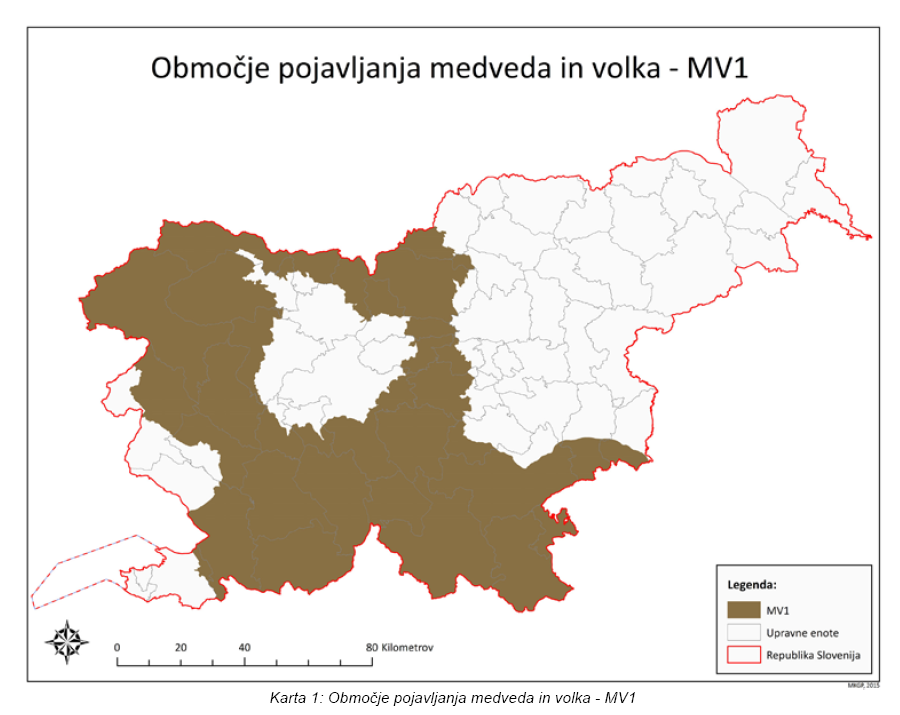 Območje pojavljanja medveda in volka - MV1
Legenda:
MV1
Upravne enote
Republika Slovenija
0 20 40 80 Kilometrov
MKGP, 2015
Karta 1: Območje pojavljanja medveda in volka - MV1